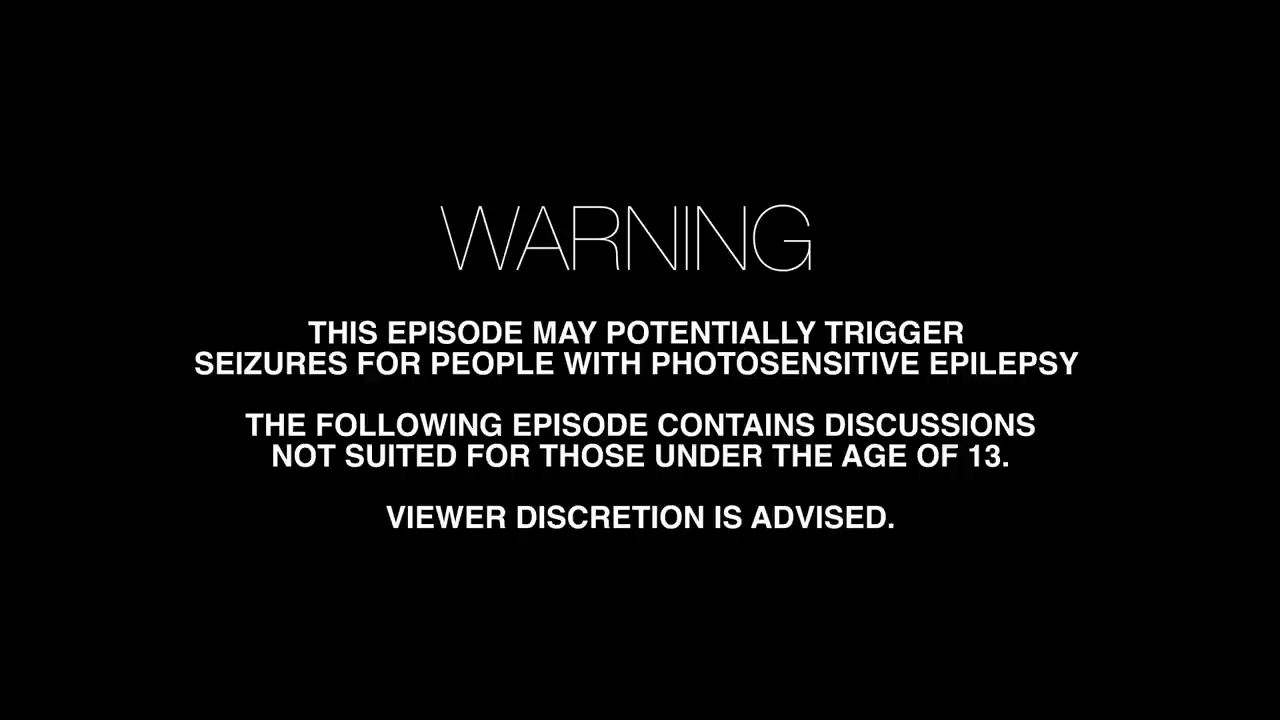 WARNING
THIS EPISODE MAY POTENTIALLY TRIGGER
SEIZURES FOR PEOPLE WITH PHOTOSENSITIVE EPILEPSY
THE FOLLOWING EPISODE CONTAINS DISCUSSIONS
NOT SUITED FOR THOSE UNDER THE AGE OF 13.
VIEWER DISCRETION IS ADVISED.